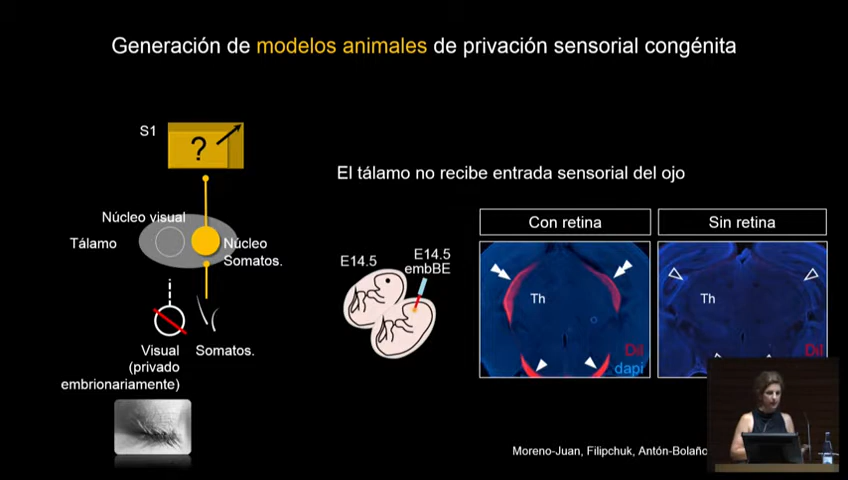 Generación de modelos animales de privación sensorial congénita
S1
?
Núcleo visual
Tálamo
Núcleo
Somatos.
Visual
(privado
embrionariamente)
Somatos.
El tálamo no recibe entrada sensorial del ojo
E14.5
E14.5
embBE
Con retina
Th
DiI
dapi
Sin retina
Th
DiI
Moreno-Juan, Filipchuk, Antón-Bolaño